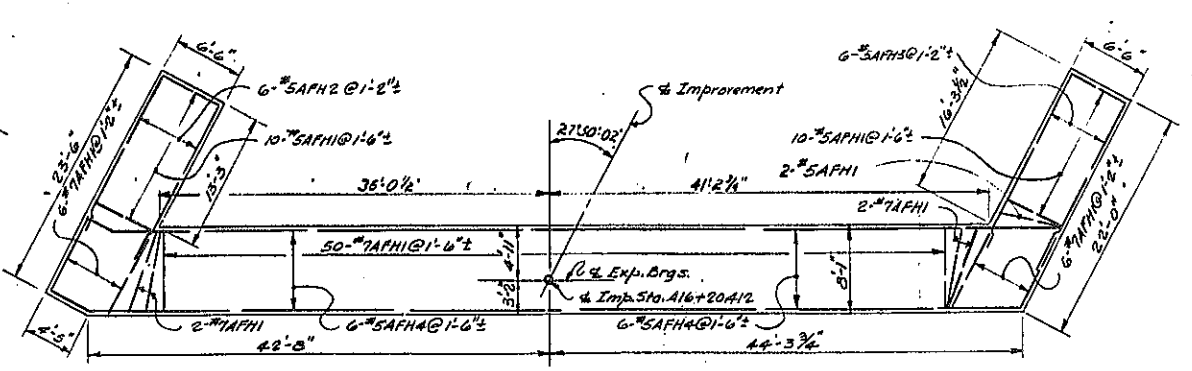 6'-6"
6-#5AFH2 @ 1'-2"±
10-#5AFH1@1'-6"±
23'-6"
6-#7AFH1@1'-2"±
13'-3"
4'-5"
2-#7AFH1
35'-0½"
℄ Improvement
27°50'02"
41'2¾"
50-#7AFH1@1'-6"±
4'-11"
3'-2"
℄ Exp. Brgs.
℄ Imp. Sta. A16+20.412
6-#5AFH4@1'-6"±
6-#5AFH4@1'-6"±
8'-1"
42'-8"
44'-3¾"
6-#5AFH3@1'-2"±
6'-6"
16'-3½"
10-#5AFH1@1'-6"±
2-#5AFH1
2-#7AFH1
6-#7AFH@1'-2"±
22'-0"